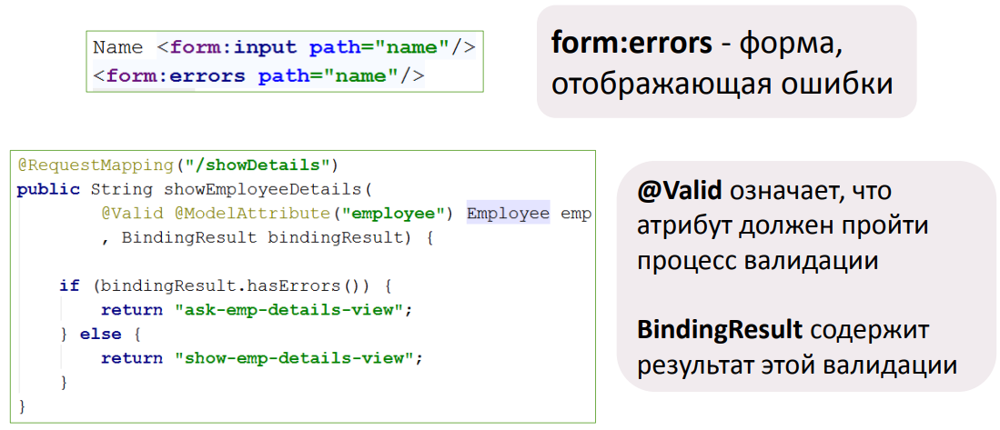 Name <form:input path="name"/>
<form:errors path="name"/>
form:errors - форма,
отображающая ошибки
@RequestMapping("/showDetails")
public String showEmployeeDetails(
        @Valid @ModelAttribute("employee") Employee emp
        , BindingResult bindingResult) {
    if (bindingResult.hasErrors()) {
        return "ask-emp-details-view";
    } else {
        return "show-emp-details-view";
    }
}
@Valid означает, что
атрибут должен пройти
процесс валидации
BindingResult содержит
результат этой валидации